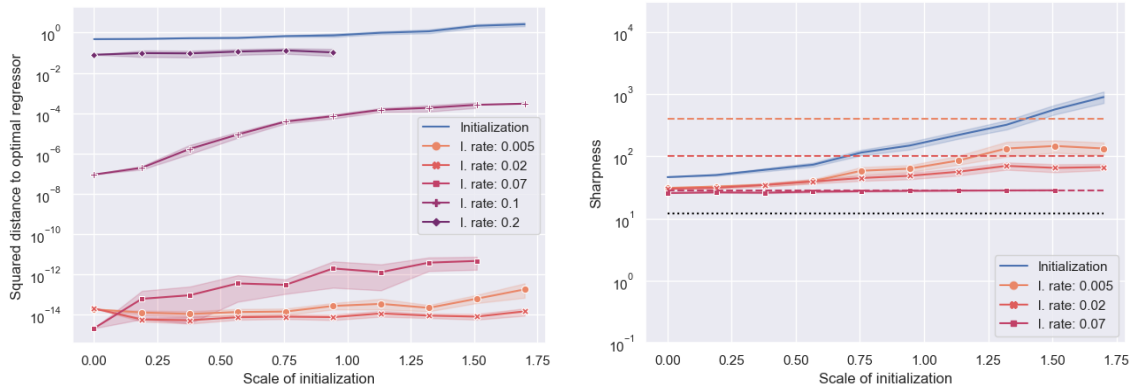 Squared distance to optimal regressor
10^0
10^-2
10^-4
10^-6
10^-8
10^-10
10^-12
10^-14
Initialization
l. rate: 0.005
l. rate: 0.02
l. rate: 0.07
l. rate: 0.1
l. rate: 0.2
0.00 0.25 0.50 0.75 1.00 1.25 1.50 1.75
Scale of initialization
Sharpness
10^4
10^3
10^2
10^1
10^0
10^-1
Initialization
l. rate: 0.005
l. rate: 0.02
l. rate: 0.07
0.00 0.25 0.50 0.75 1.00 1.25 1.50 1.75
Scale of initialization